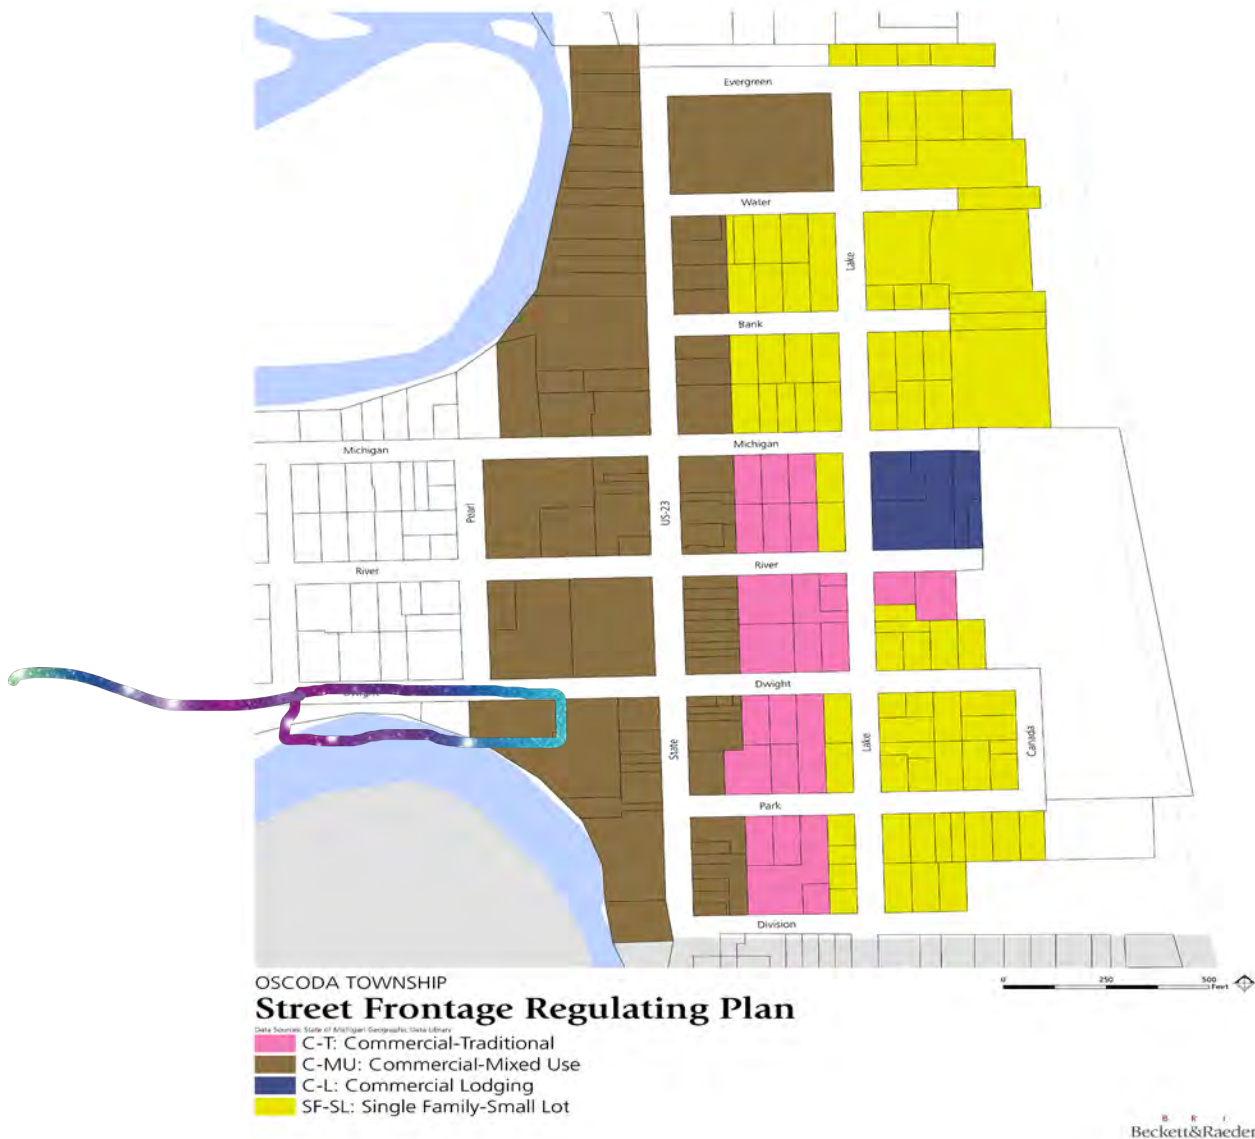 Evergreen
Water
Lake
Bank
Michigan
Michigan
Pearl
US-23
River
River
Dwight
State
Lake
Canada
Park
Division
OSCODA TOWNSHIP
0' 250 500 Feet
Street Frontage Regulating Plan
Data Sources: State of Michigan Geographic Data Library
C-T: Commercial-Traditional
C-MU: Commercial-Mixed Use
C-L: Commercial Lodging
SF-SL: Single Family-Small Lot
B R I
Beckett&Raeder